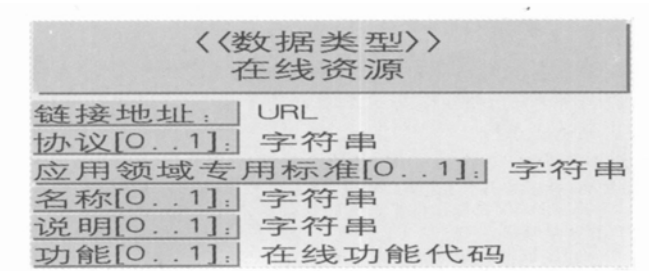 〈〈数据类型〉〉
在线资源
链接地址: URL
协议[0..1]: 字符串
应用领域专用标准[0..1]: 字符串
名称[0..1]: 字符串
说明[0..1]: 字符串
功能[0..1]: 在线功能代码